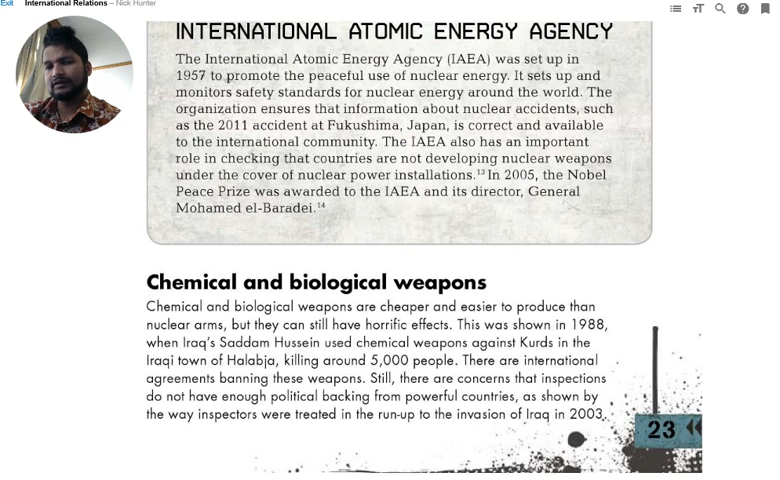 Exit International Relations – Nick Hunter
INTERNATIONAL ATOMIC ENERGY AGENCY
The International Atomic Energy Agency (IAEA) was set up in
1957 to promote the peaceful use of nuclear energy. It sets up and
monitors safety standards for nuclear energy around the world. The
organization ensures that information about nuclear accidents, such
as the 2011 accident at Fukushima, Japan, is correct and available
to the international community. The IAEA also has an important
role in checking that countries are not developing nuclear weapons
under the cover of nuclear power installations.13 In 2005, the Nobel
Peace Prize was awarded to the IAEA and its director, General
Mohamed el-Baradei.14
Chemical and biological weapons
Chemical and biological weapons are cheaper and easier to produce than
nuclear arms, but they can still have horrific effects. This was shown in 1988,
when Iraq's Saddam Hussein used chemical weapons against Kurds in the
Iraqi town of Halabja, killing around 5,000 people. There are international
agreements banning these weapons. Still, there are concerns that inspections
do not have enough political backing from powerful countries, as shown by
the way inspectors were treated in the run-up to the invasion of Iraq in 2003.
23